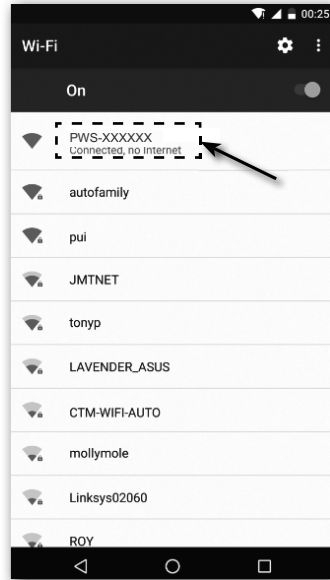 00:25
Wi-Fi
On
PWS-XXXXXX
Connected, no Internet
autofamily
pui
JMTNET
tonyp
LAVENDER_ASUS
CTM-WIFI-AUTO
mollymole
Linksys02060
ROY